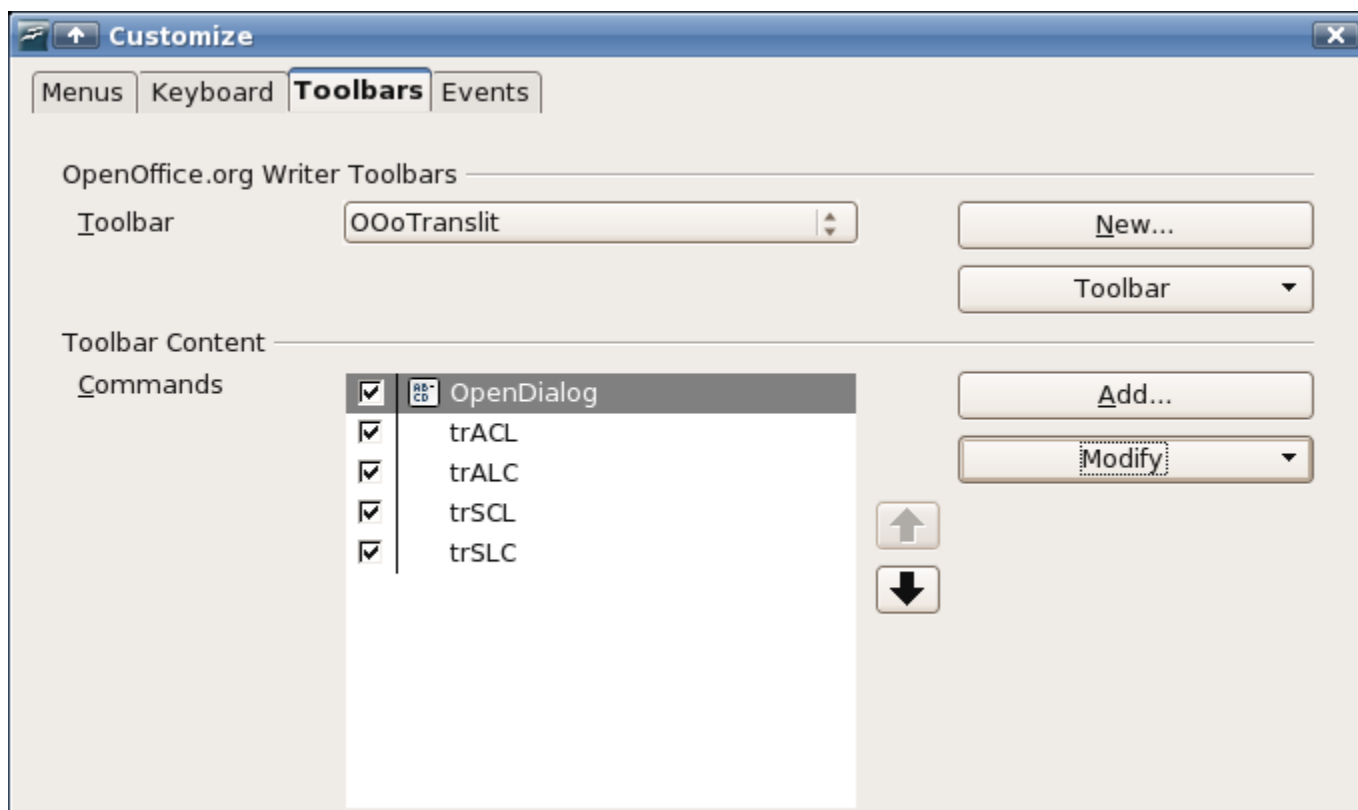 Customize
Menus Keyboard Toolbars Events
OpenOffice.org Writer Toolbars
Toolbar OOoTranslit New...
Toolbar
Toolbar Content
Commands OpenDialog Add...
trACL
trALC Modify
trSCL
trSLC